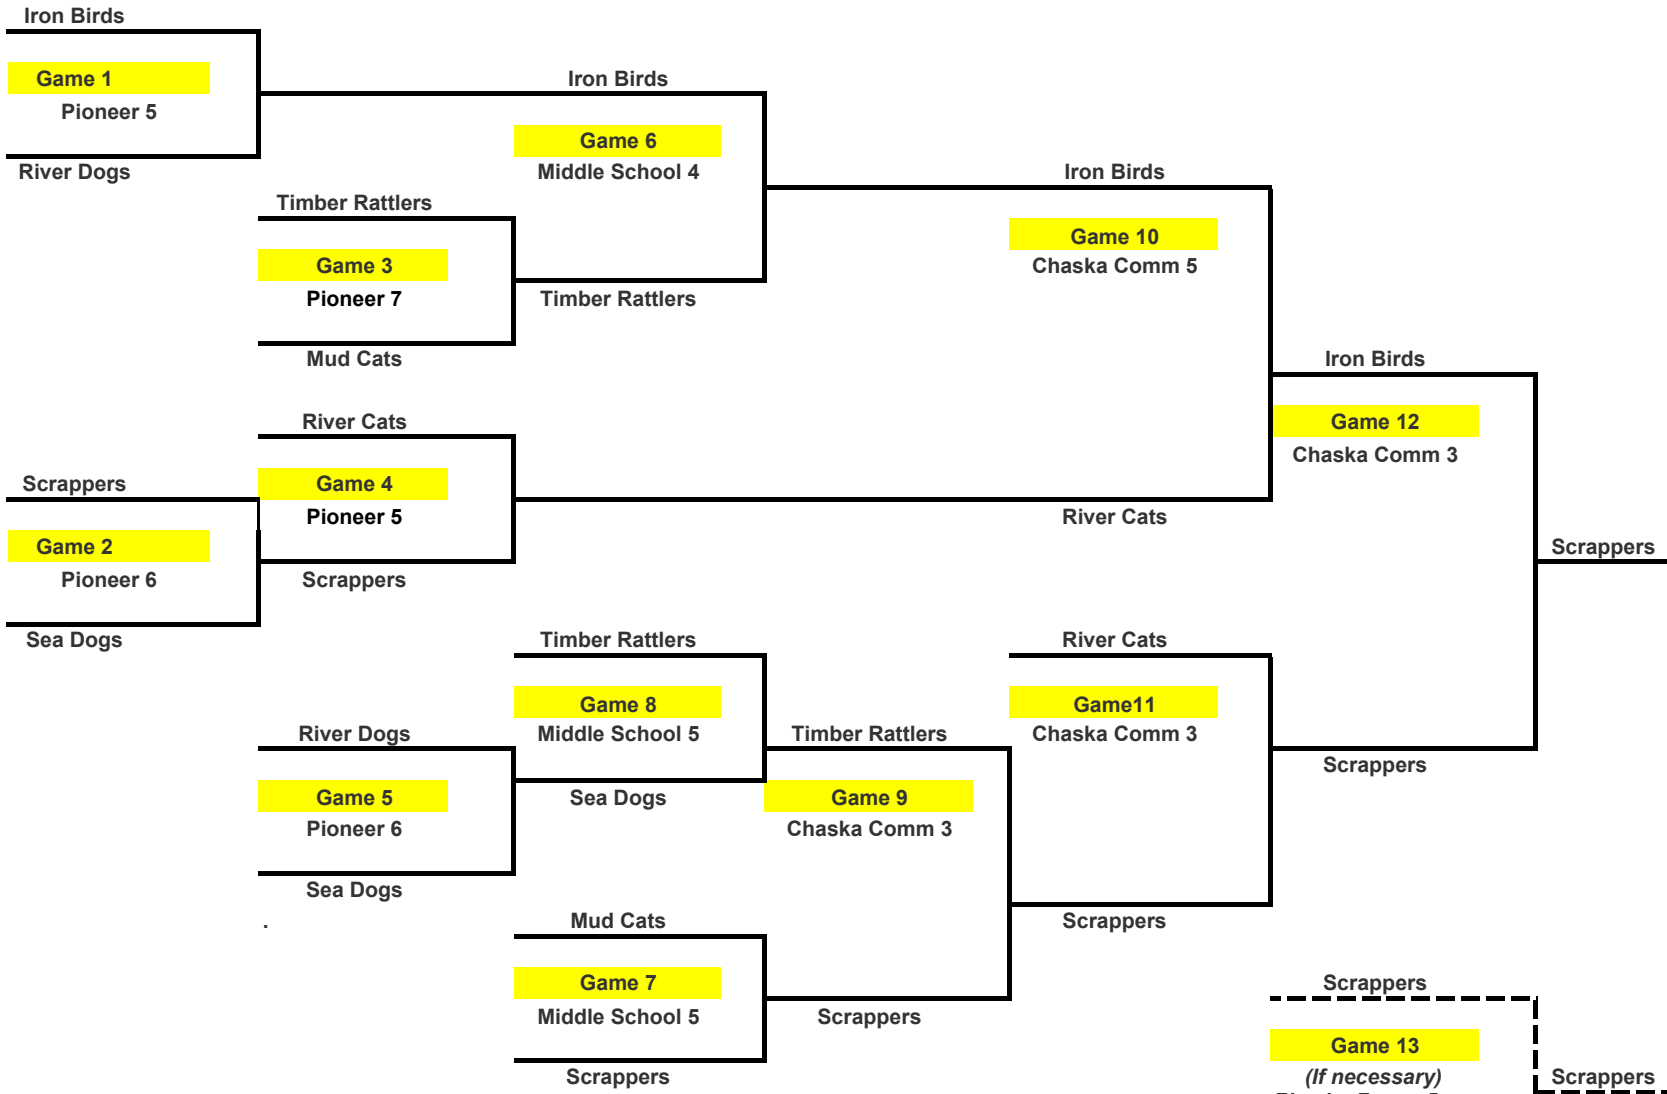 Iron Birds
Game 1
Pioneer 5
River Dogs
Iron Birds
Game 6
Middle School 4
Timber Rattlers
Timber Rattlers
Game 3
Pioneer 7
Mud Cats
Iron Birds
Game 10
Chaska Comm 5
River Cats
River Cats
Game 4
Pioneer 5
Scrappers
Scrappers
Game 2
Pioneer 6
Sea Dogs
Iron Birds
Game 12
Chaska Comm 3
Scrappers
Scrappers
Timber Rattlers
Game 8
Middle School 5
Sea Dogs
River Dogs
Game 5
Pioneer 6
Sea Dogs
.
Timber Rattlers
Game 9
Chaska Comm 3
Scrappers
River Cats
Game11
Chaska Comm 3
Scrappers
Mud Cats
Game 7
Middle School 5
Scrappers
Scrappers
Game 13
(If necessary)
Scrappers